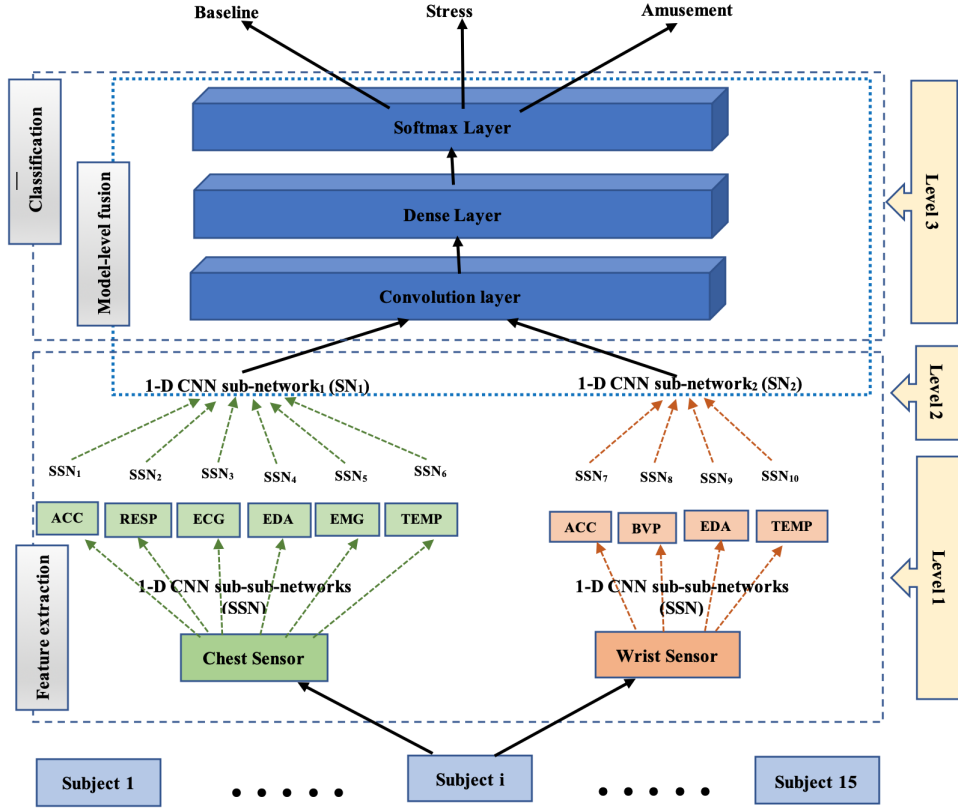 Baseline
Stress
Amusement
Classification
Model-level fusion
Softmax Layer
Dense Layer
Convolution layer
Level 3
1-D CNN sub-network₁ (SN₁)
1-D CNN sub-network₂ (SN₂)
Level 2
SSN₁
SSN₂
SSN₃
SSN₄
SSN₅
SSN₆
SSN₇
SSN₈
SSN₉
SSN₁₀
ACC
RESP
ECG
EDA
EMG
TEMP
ACC
BVP
EDA
TEMP
Feature extraction
1-D CNN sub-sub-networks
(SSN)
1-D CNN sub-sub-networks
(SSN)
Level 1
Chest Sensor
Wrist Sensor
Subject 1
Subject i
Subject 15